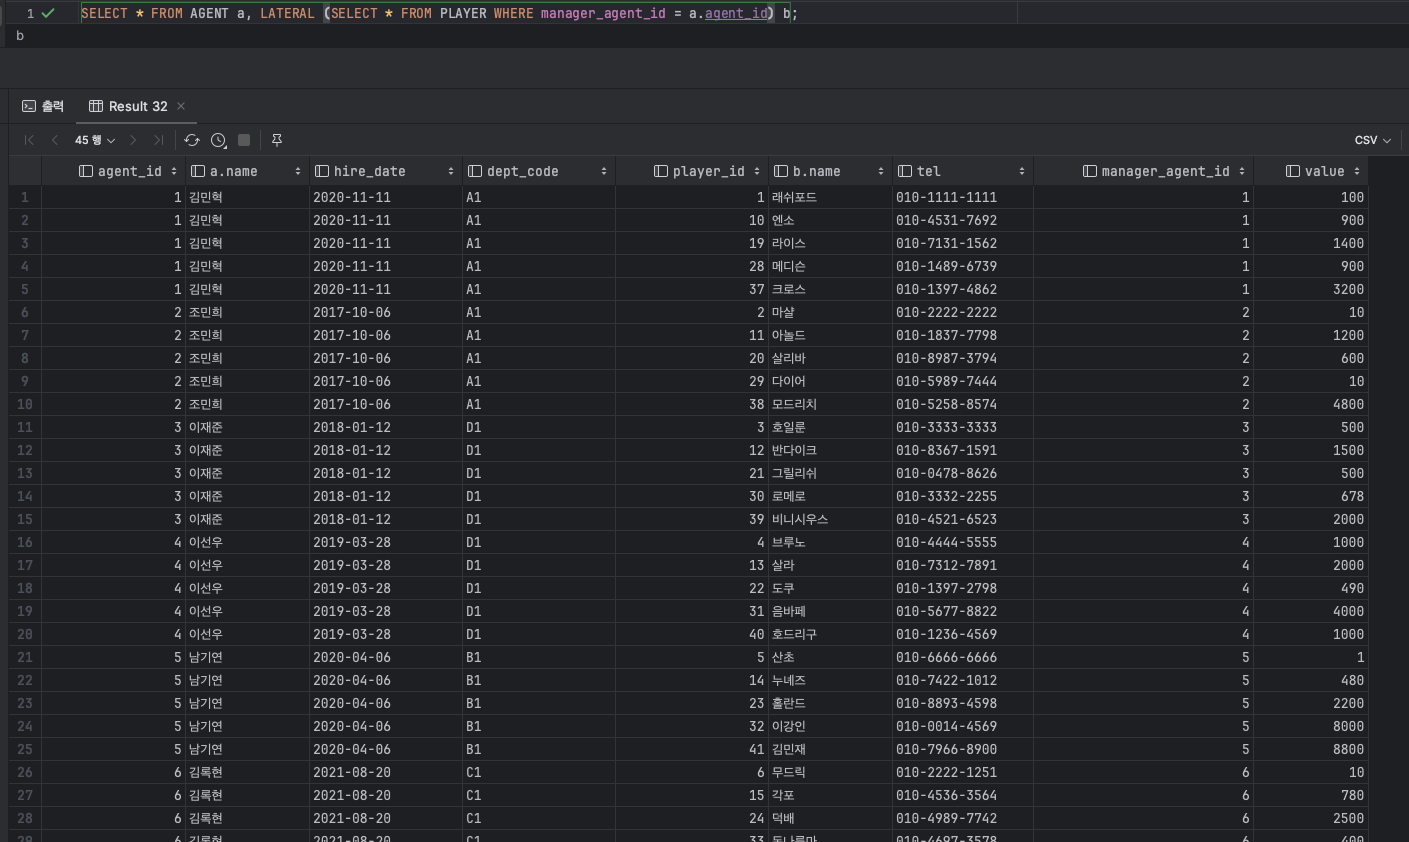 1 SELECT * FROM AGENT a, LATERAL (SELECT * FROM PLAYER WHERE manager_agent_id = a.agent_id) b;
b
출력 Result 32
45 행 CSV
agent_id a.name hire_date dept_code player_id b.name tel manager_agent_id value
1 1 김민혁 2020-11-11 A1 1 래쉬포드 010-1111-1111 1 100
2 1 김민혁 2020-11-11 A1 10 엔소 010-4531-7692 1 900
3 1 김민혁 2020-11-11 A1 19 라이스 010-7131-1562 1 1400
4 1 김민혁 2020-11-11 A1 28 메디슨 010-1489-6739 1 900
5 1 김민혁 2020-11-11 A1 37 크로스 010-1397-4862 1 3200
6 2 조민희 2017-10-06 A1 2 마샬 010-2222-2222 2 10
7 2 조민희 2017-10-06 A1 11 아놀드 010-1837-7798 2 1200
8 2 조민희 2017-10-06 A1 20 살리바 010-8987-3794 2 600
9 2 조민희 2017-10-06 A1 29 다이어 010-5989-7444 2 10
10 2 조민희 2017-10-06 A1 38 모드리치 010-5258-8574 2 4800
11 3 이재준 2018-01-12 D1 3 호일룬 010-3333-3333 3 500
12 3 이재준 2018-01-12 D1 12 반다이크 010-8367-1591 3 1500
13 3 이재준 2018-01-12 D1 21 그릴리쉬 010-0478-8626 3 500
14 3 이재준 2018-01-12 D1 30 로메로 010-3332-2255 3 678
15 3 이재준 2018-01-12 D1 39 비니시우스 010-4521-6523 3 2000
16 4 이선우 2019-03-28 D1 4 브루노 010-4444-5555 4 1000
17 4 이선우 2019-03-28 D1 13 살라 010-7312-7891 4 2000
18 4 이선우 2019-03-28 D1 22 도쿠 010-1397-2798 4 490
19 4 이선우 2019-03-28 D1 31 음바페 010-5677-8822 4 4000
20 4 이선우 2019-03-28 D1 40 호드리구 010-1236-4569 4 1000
21 5 남기연 2020-04-06 B1 5 산초 010-6666-6666 5 1
22 5 남기연 2020-04-06 B1 14 누녜즈 010-7422-1012 5 480
23 5 남기연 2020-04-06 B1 23 홀란드 010-8893-4598 5 2200
24 5 남기연 2020-04-06 B1 32 이강인 010-0014-4569 5 8000
25 5 남기연 2020-04-06 B1 41 김민재 010-7966-8900 5 8800
26 6 김록현 2021-08-20 C1 6 무드릭 010-2222-1251 6 10
27 6 김록현 2021-08-20 C1 15 각포 010-4536-3564 6 780
28 6 김록현 2021-08-20 C1 24 덕배 010-4989-7742 6 2500
29 6 김록현 2021-08-20 C1 33 돈나룸마 010-4697-3578 6 400